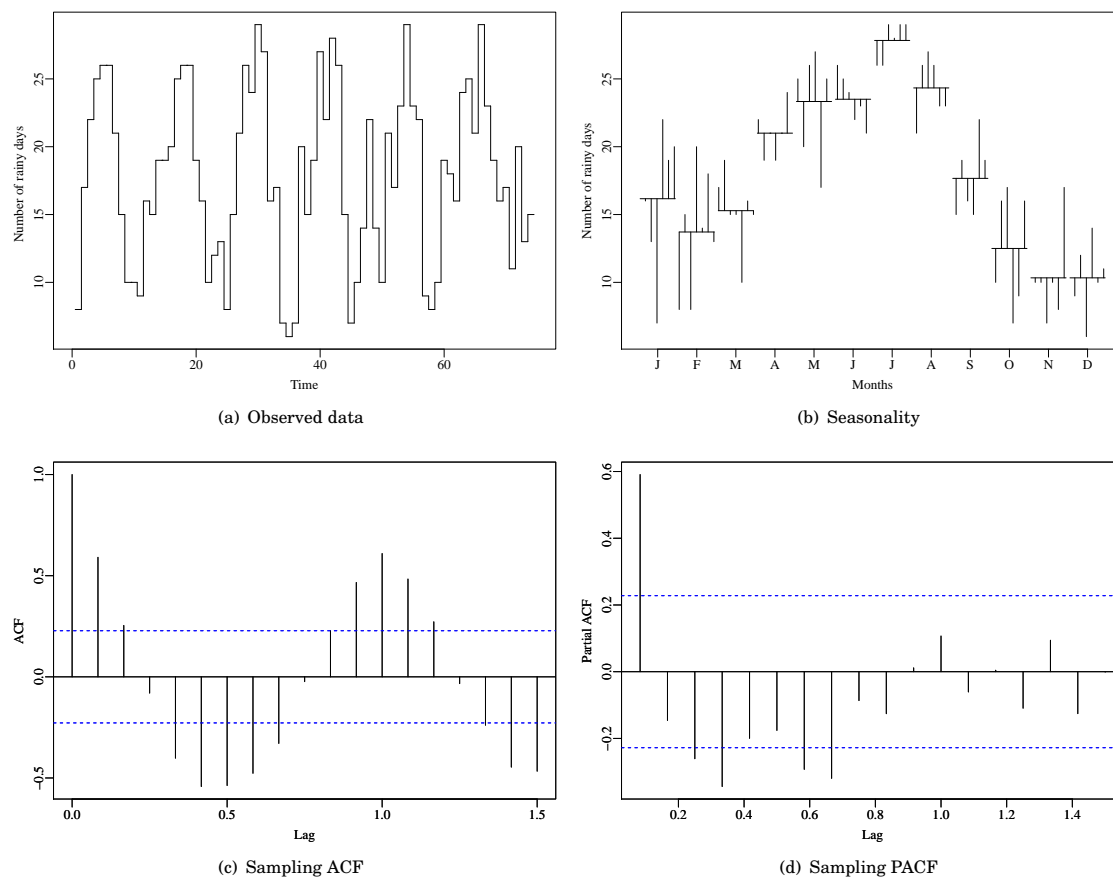 Number of rainy days
10 15 20 25
0 20 40 60
Time
(a) Observed data
Number of rainy days
10 15 20 25
J F M A M J J A S O N D
Months
(b) Seasonality
ACF
−0.5 0.0 0.5 1.0
0.0 0.5 1.0 1.5
Lag
(c) Sampling ACF
Partial ACF
−0.2 0.0 0.2 0.4 0.6
0.2 0.4 0.6 0.8 1.0 1.2 1.4
Lag
(d) Sampling PACF